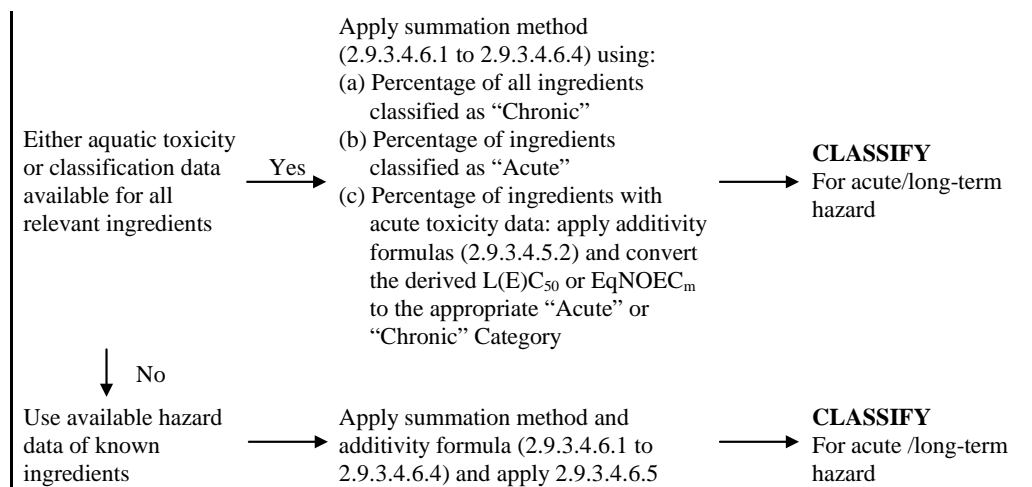 Either aquatic toxicity
or classification data
available for all
relevant ingredients
Yes
Apply summation method
(2.9.3.4.6.1 to 2.9.3.4.6.4) using:
(a) Percentage of all ingredients
classified as “Chronic”
(b) Percentage of ingredients
classified as “Acute”
(c) Percentage of ingredients with
acute toxicity data: apply additivity
formulas (2.9.3.4.5.2) and convert
the derived L(E)C₅₀ or EqNOECₘ
to the appropriate “Acute” or
“Chronic” Category
CLASSIFY
For acute/long-term
hazard
No
Use available hazard
data of known
ingredients
Apply summation method and
additivity formula (2.9.3.4.6.1 to
2.9.3.4.6.4) and apply 2.9.3.4.6.5
CLASSIFY
For acute /long-term
hazard